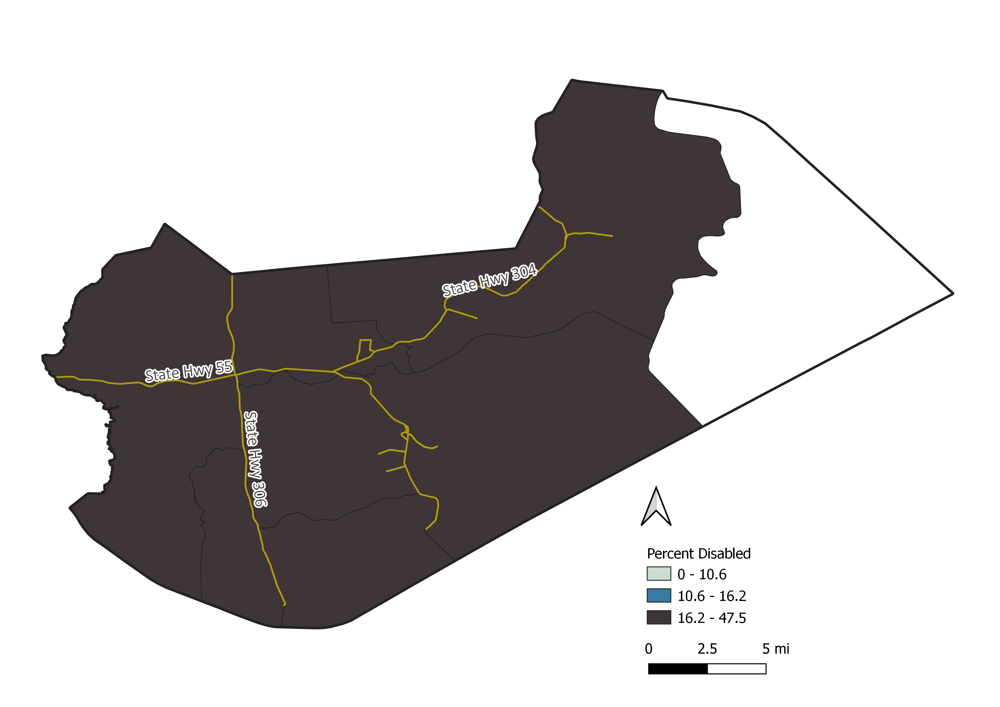 State Hwy 304
State Hwy 55
State Hwy 306
Percent Disabled
0 - 10.6
10.6 - 16.2
16.2 - 47.5
0 2.5 5 mi